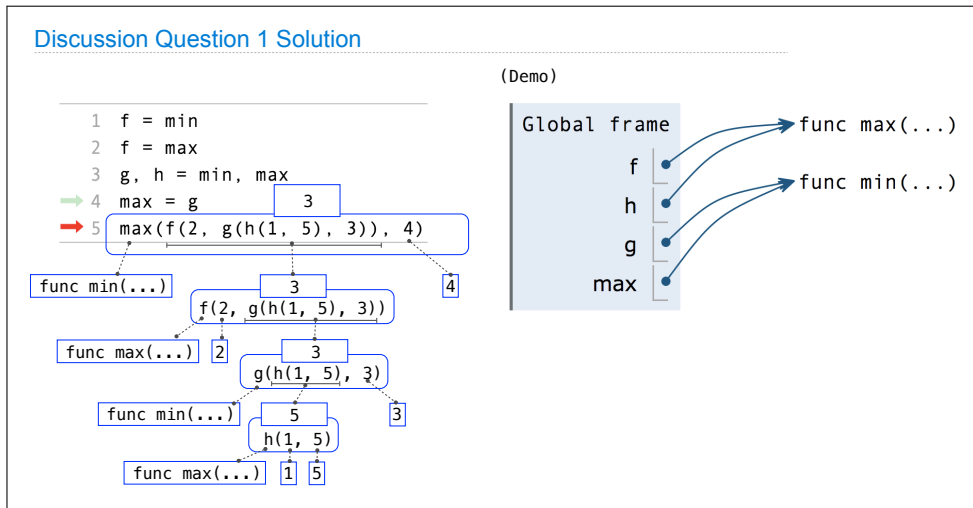 Discussion Question 1 Solution
(Demo)
1 f = min
2 f = max
3 g, h = min, max
4 max = g
3
5 max(f(2, g(h(1, 5), 3)), 4)
func min(...)
3
4
f(2, g(h(1, 5), 3))
func max(...)
2
3
g(h(1, 5), 3)
func min(...)
3
5
h(1, 5)
func max(...)
1
5
Global frame
f
h
g
max
func max(...)
func min(...)